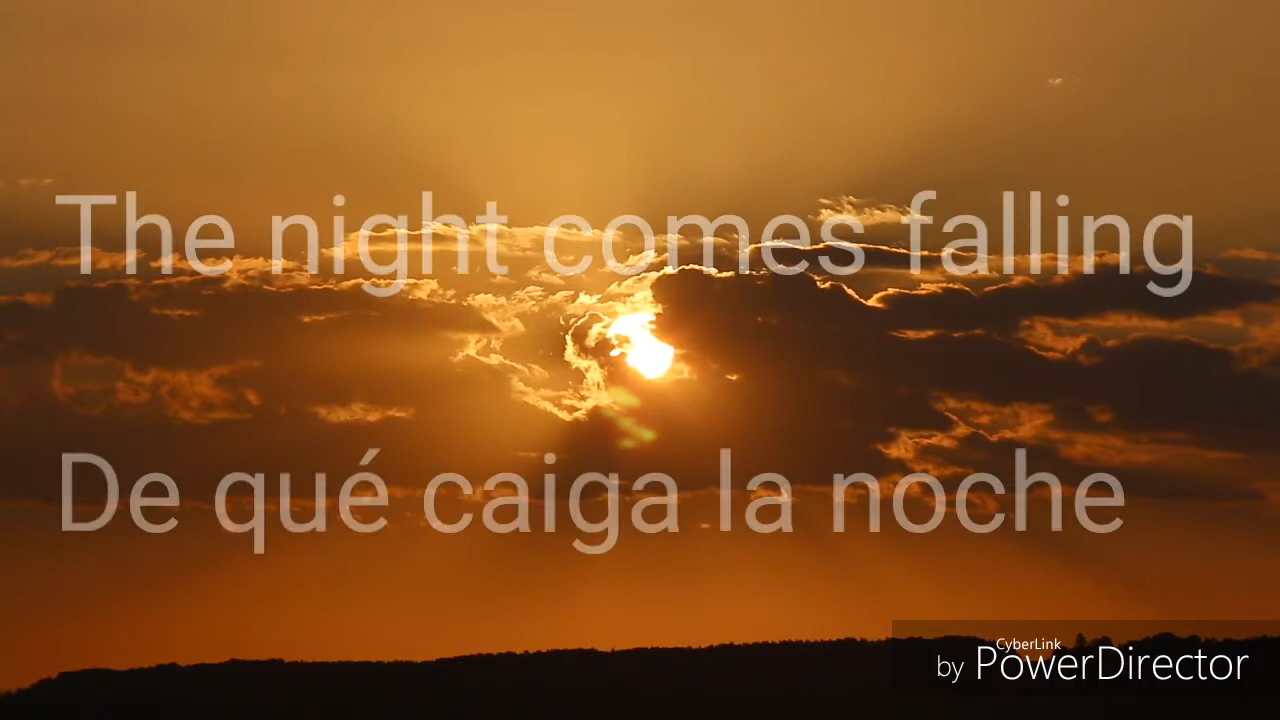 The night comes falling
De qué caiga la noche
CyberLink
by PowerDirector